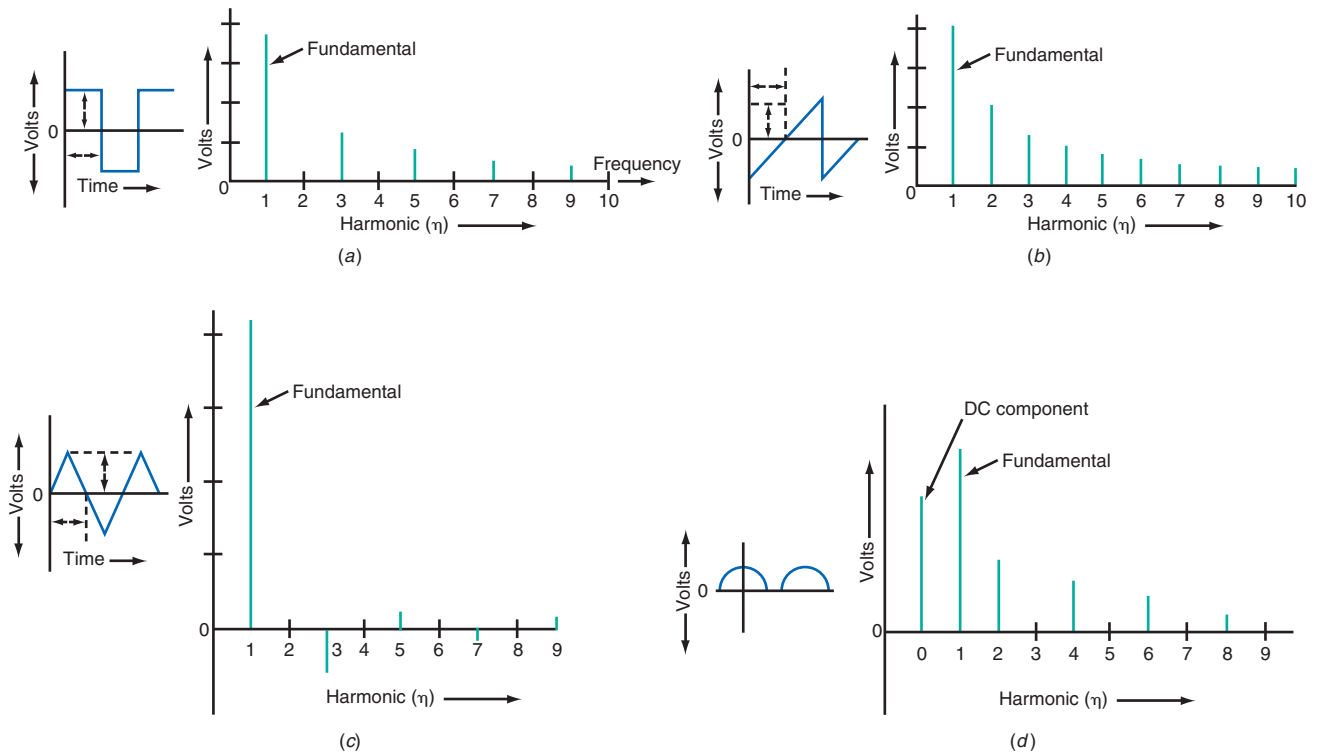 Volts
0
Time
Volts
Fundamental
0
1 2 3 4 5 6 7 8 9 10
Frequency
Harmonic (η)
(a)
Volts
0
Time
Volts
Fundamental
0
1 2 3 4 5 6 7 8 9 10
Harmonic (η)
(b)
Volts
0
Time
Volts
Fundamental
0
1 2 3 4 5 6 7 8 9
Harmonic (η)
(c)
Volts
0
Volts
DC component
Fundamental
0
0 1 2 3 4 5 6 7 8 9
Harmonic (η)
(d)